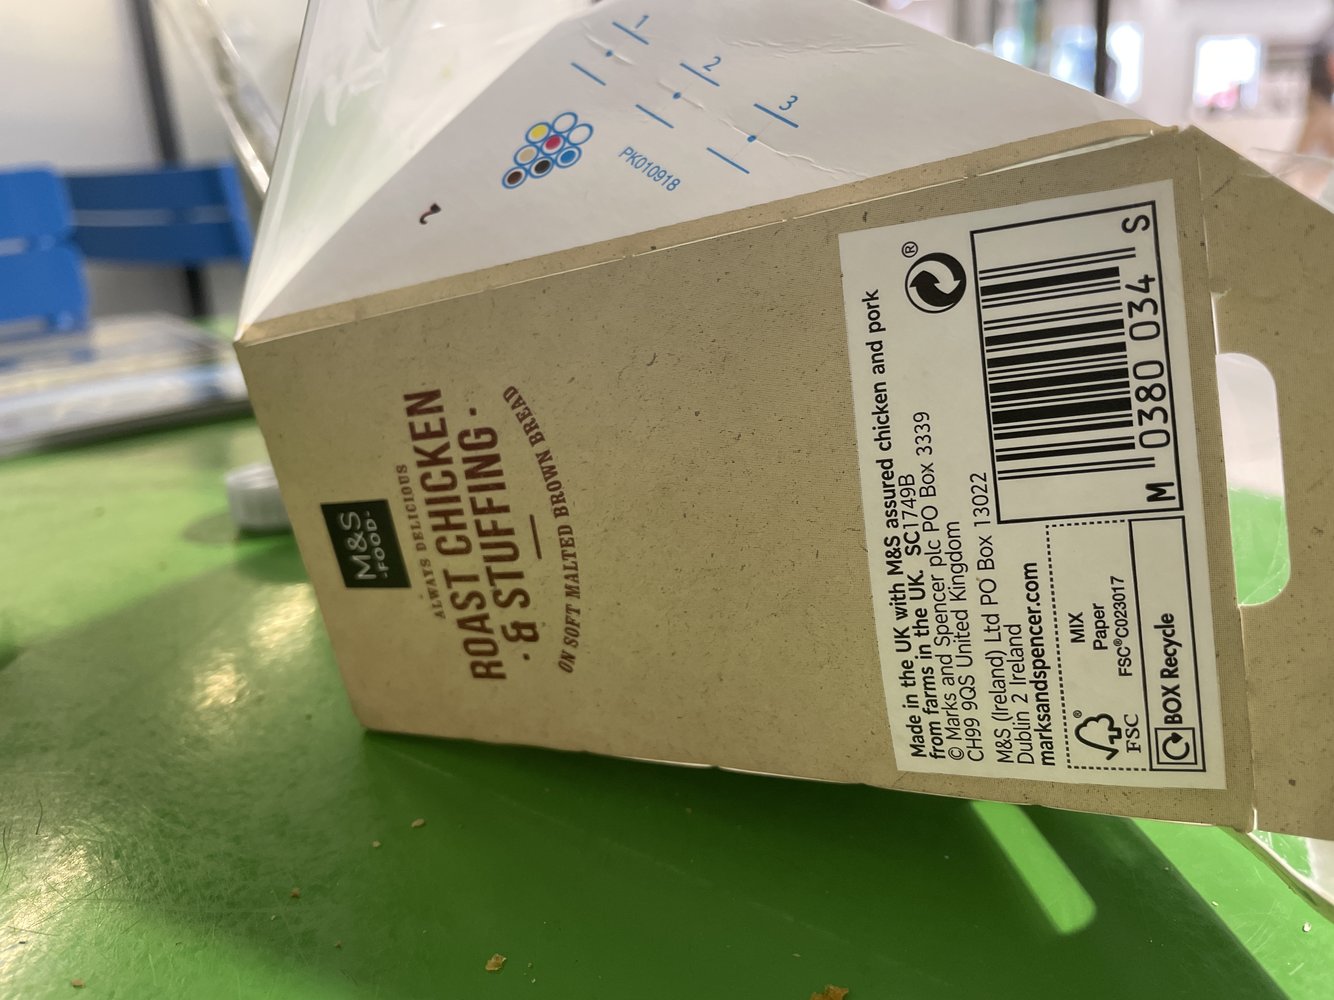 1
2
3
PK010918
M&S
-FOOD-
ALWAYS DELICIOUS
ROAST CHICKEN
· & STUFFING ·
ON SOFT MALTED BROWN BREAD
Made in the UK with M&S assured chicken and pork
from farms in the UK. SC1749B
© Marks and Spencer plc PO Box 3339
CH99 9QS United Kingdom
M&S (Ireland) Ltd PO Box 13022
Dublin 2 Ireland
marksandspencer.com
®
M 0380 034 S
FSC®
MIX
Paper
FSC®C023017
BOX Recycle